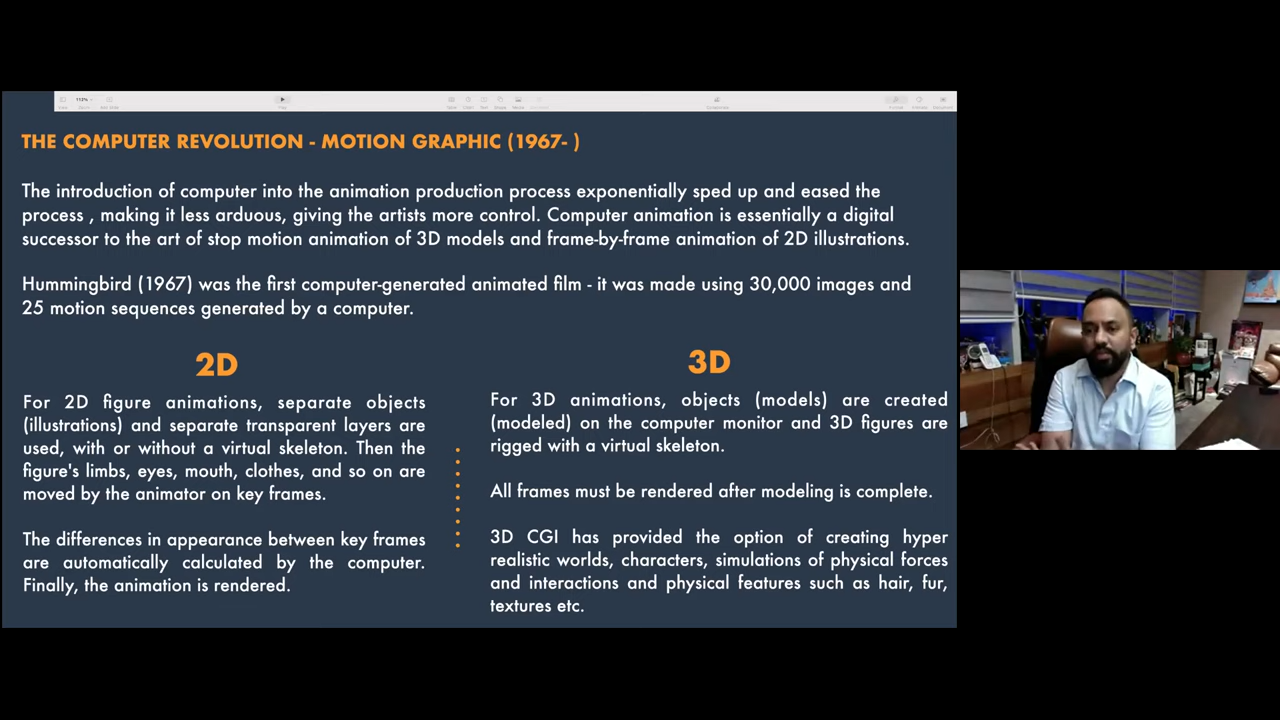 113%
THE COMPUTER REVOLUTION - MOTION GRAPHIC (1967- )
The introduction of computer into the animation production process exponentially sped up and eased the
process , making it less arduous, giving the artists more control. Computer animation is essentially a digital
successor to the art of stop motion animation of 3D models and frame-by-frame animation of 2D illustrations.
Hummingbird (1967) was the first computer-generated animated film - it was made using 30,000 images and
25 motion sequences generated by a computer.
2D
For 2D figure animations, separate objects
(illustrations) and separate transparent layers are
used, with or without a virtual skeleton. Then the
figure's limbs, eyes, mouth, clothes, and so on are
moved by the animator on key frames.
The differences in appearance between key frames
are automatically calculated by the computer.
Finally, the animation is rendered.
3D
For 3D animations, objects (models) are created
(modeled) on the computer monitor and 3D figures are
rigged with a virtual skeleton.
All frames must be rendered after modeling is complete.
3D CGI has provided the option of creating hyper
realistic worlds, characters, simulations of physical forces
and interactions and physical features such as hair, fur,
textures etc.